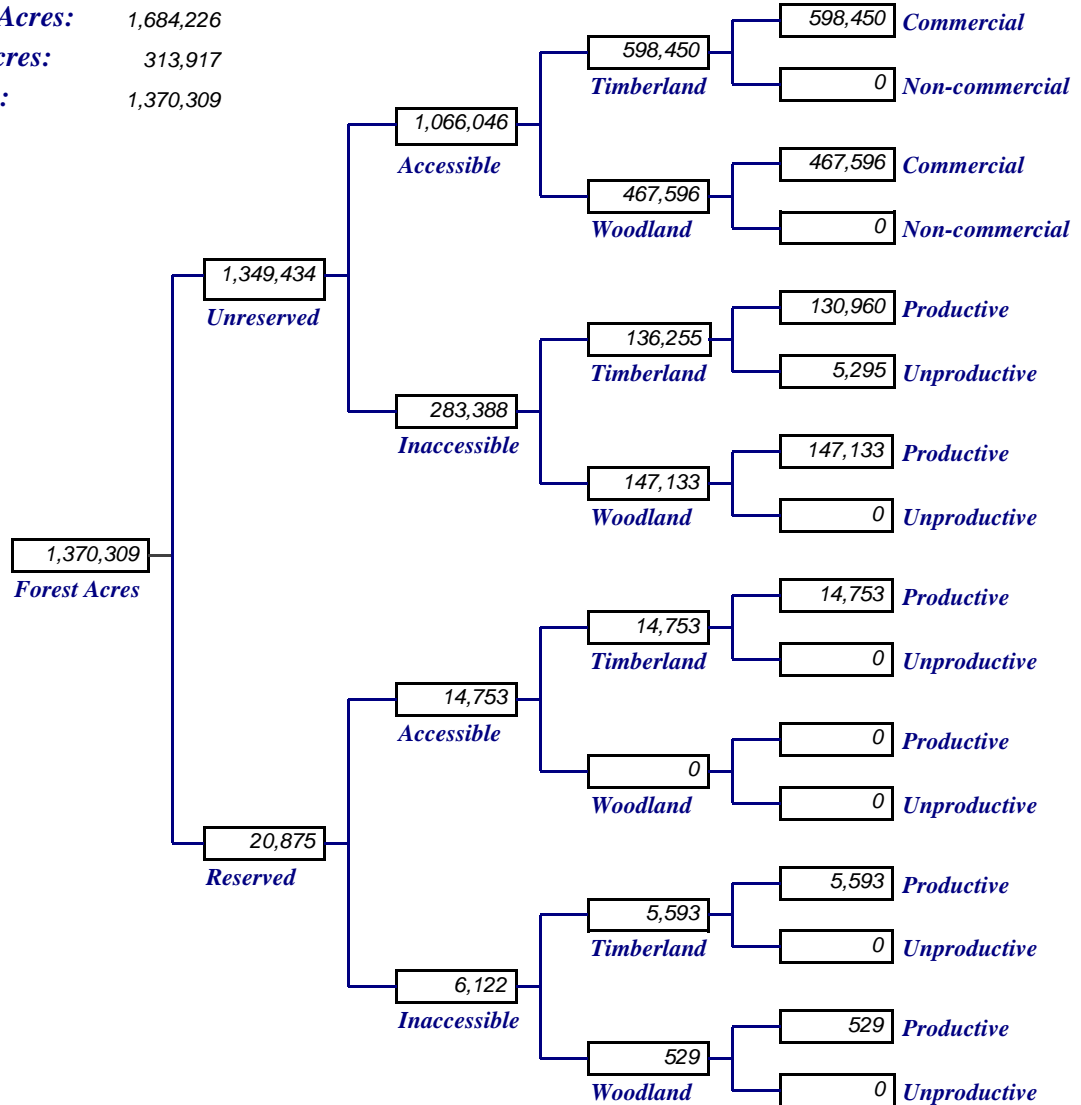 Acres: 1,684,226
cres: 313,917
: 1,370,309
598,450 Commercial
598,450
Timberland
0 Non-commercial
1,066,046
Accessible
467,596 Commercial
467,596
Woodland
0 Non-commercial
1,349,434
Unreserved
130,960 Productive
136,255
Timberland
5,295 Unproductive
283,388
Inaccessible
147,133 Productive
147,133
Woodland
0 Unproductive
1,370,309
Forest Acres
14,753 Productive
14,753
Timberland
0 Unproductive
14,753
Accessible
0 Productive
0
Woodland
0 Unproductive
20,875
Reserved
5,593 Productive
5,593
Timberland
0 Unproductive
6,122
Inaccessible
529 Productive
529
Woodland
0 Unproductive